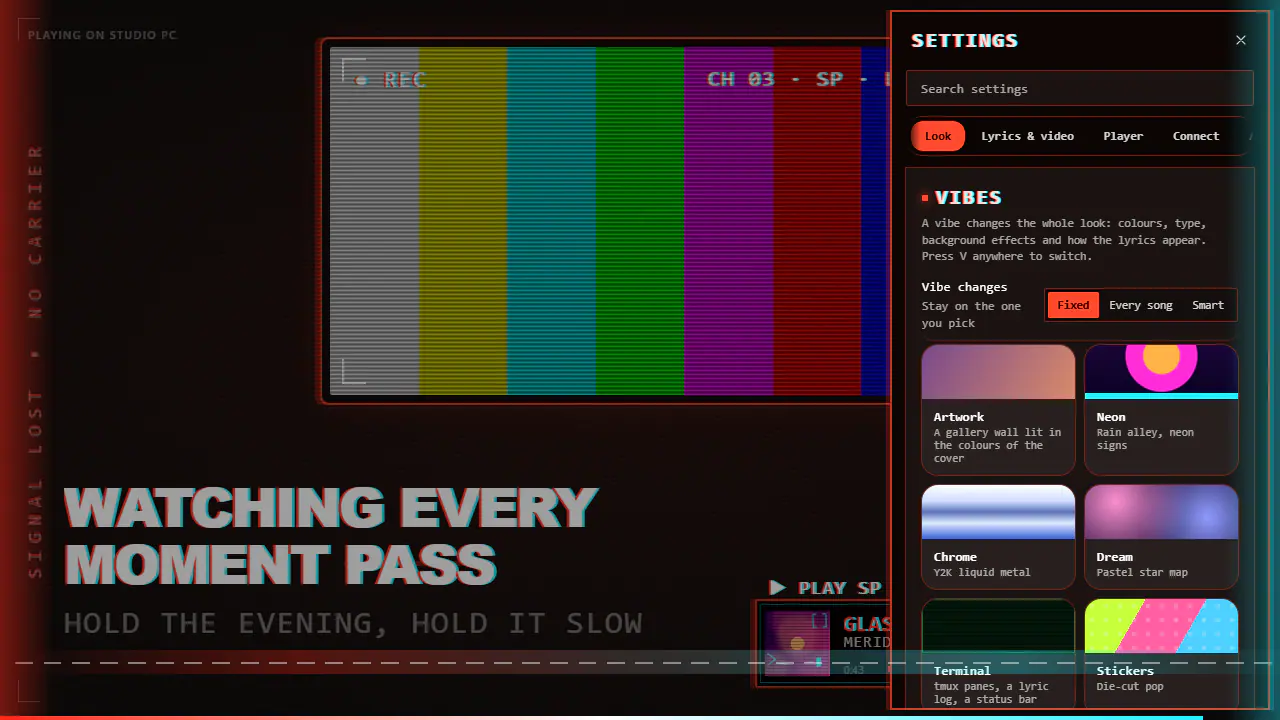 PLAYING ON STUDIO PC
SIGNAL LOST
NO CARRIER
REC
CH 03 - SP -
WATCHING EVERY
MOMENT PASS
HOLD THE EVENING, HOLD IT SLOW
▶ PLAY SP
GLAS
MERID
0:43
SETTINGS
Search settings
Look
Lyrics & video
Player
Connect
VIBES
A vibe changes the whole look: colours, type,
background effects and how the lyrics appear.
Press V anywhere to switch.
Vibe changes
Stay on the one
you pick
Fixed
Every song
Smart
Artwork
A gallery wall lit in
the colours of the
cover
Neon
Rain alley, neon
signs
Chrome
Y2K liquid metal
Dream
Pastel star map
Terminal
tmux panes, a lyric
log, a status bar
Stickers
Die-cut pop